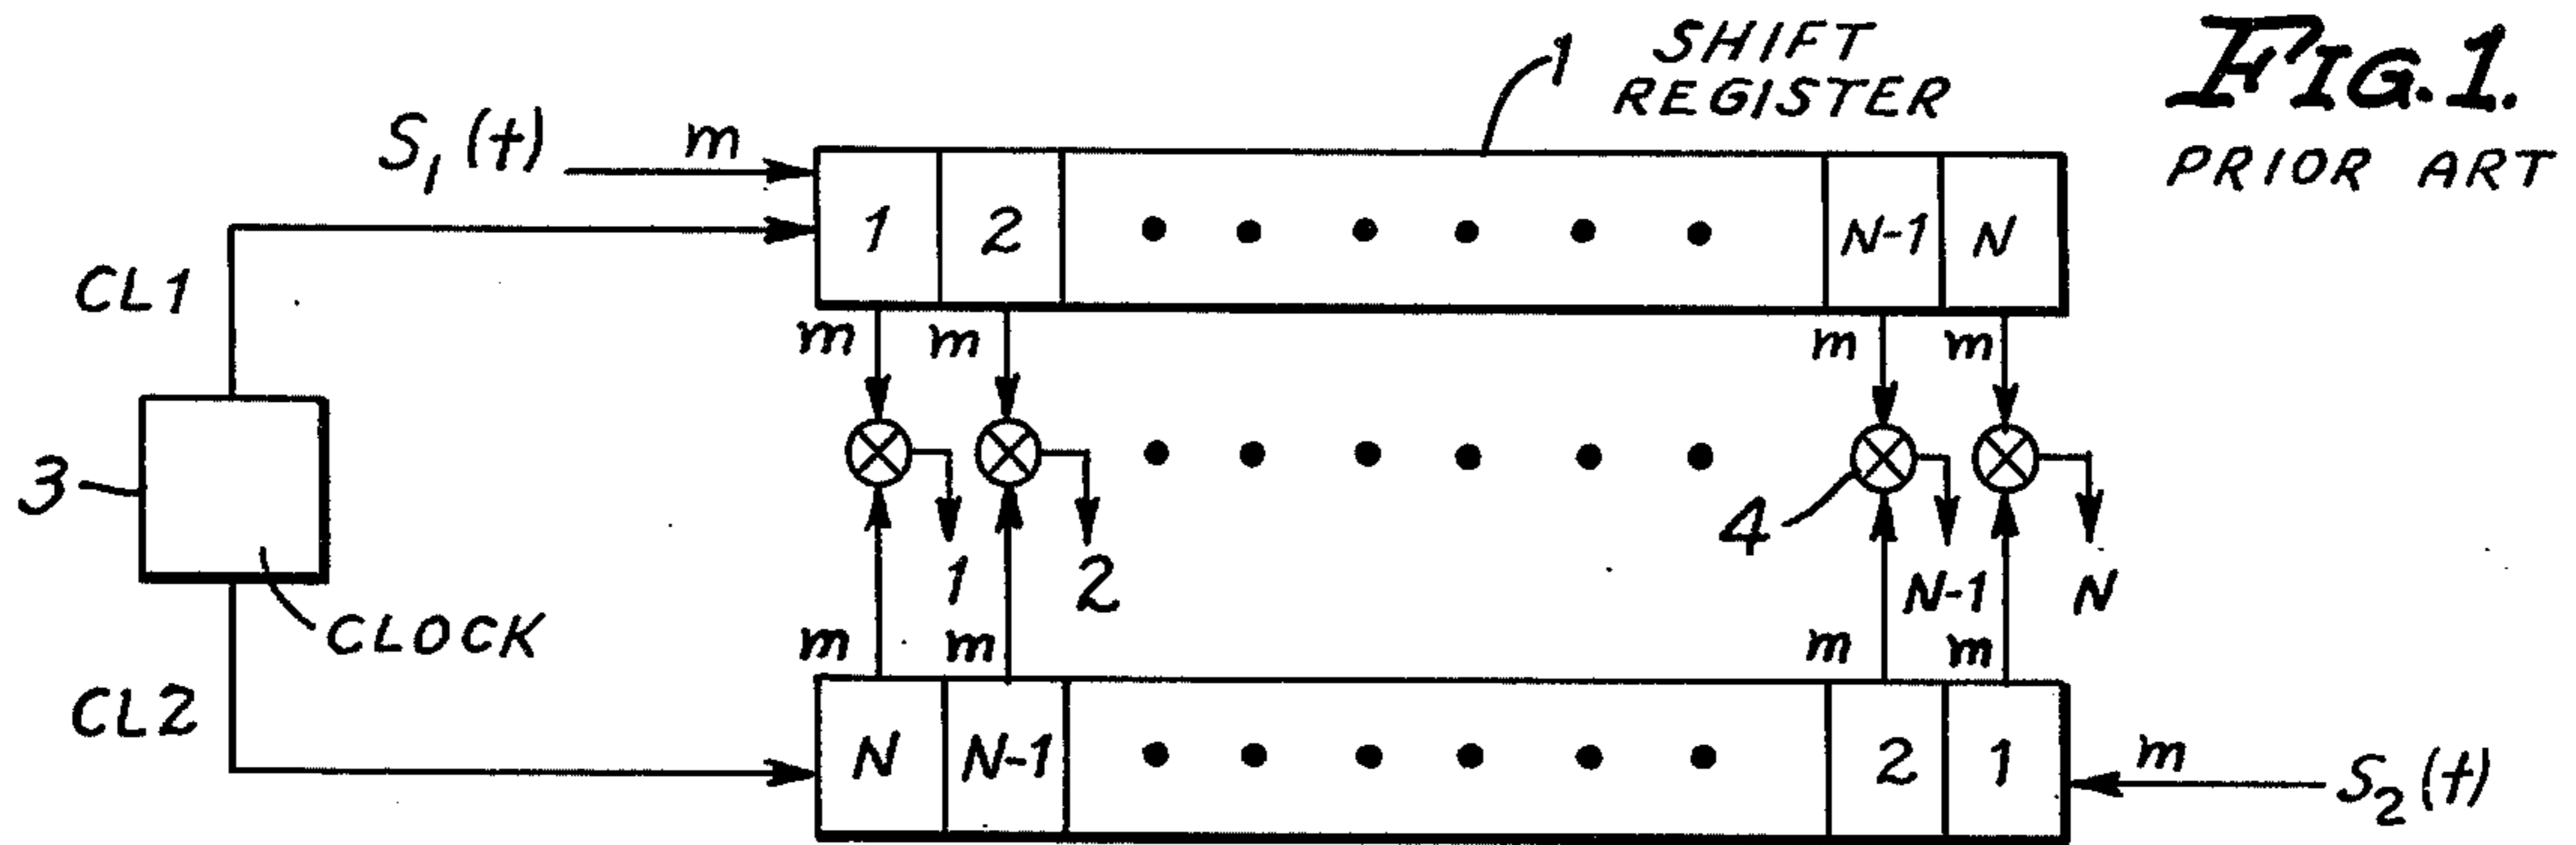 FIG. 1.
PRIOR ART
1 SHIFT
REGISTER
S₁(t) m
1 2 N-1 N
CL1
m m m m
3
4
1 2 N-1 N
CLOCK
m m m m
CL2
N N-1 2 1
m S₂(t)